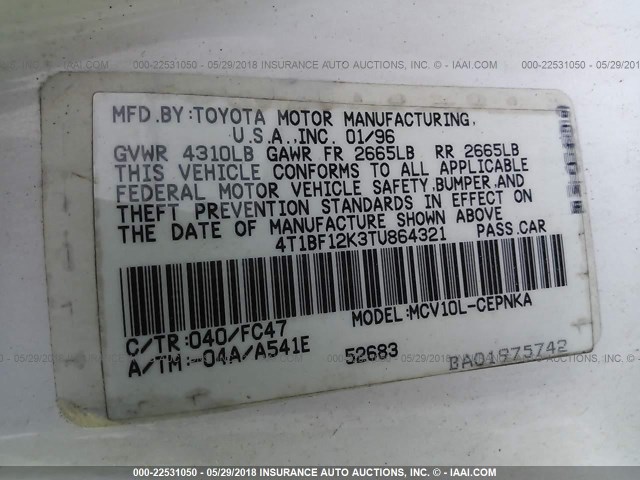 000-22531050 / 05/29/2018 INSURANCE AUTO AUCTIONS, INC. - © IAAI.COM
MFD.BY:TOYOTA MOTOR MANUFACTURING,
U.S.A.,INC. 01/96
GVWR 4310LB GAWR FR 2665LB RR 2665LB
THIS VEHICLE CONFORMS TO ALL APPLICABLE
FEDERAL MOTOR VEHICLE SAFETY,BUMPER,AND
THEFT PREVENTION STANDARDS IN EFFECT ON
THE DATE OF MANUFACTURE SHOWN ABOVE
4T1BF12K3TU864321 PASS.CAR
MODEL:MCV10L-CEPNKA
C/TR:040/FC47
A/TM:-04A/A541E 52683
BA01975742
000-22531050 / 05/29/2018 INSURANCE AUTO AUCTIONS, INC. - © IAAI.COM